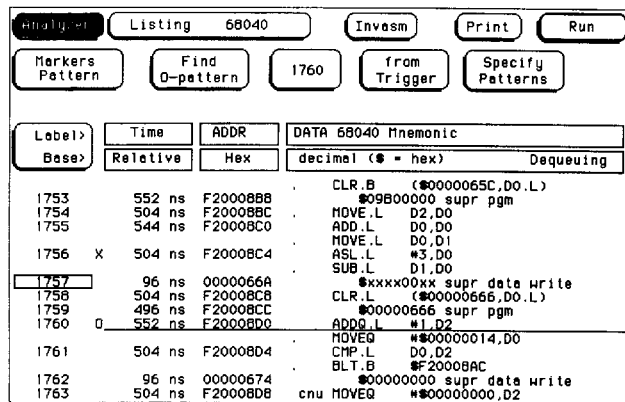 Analyzer Listing 68040 Invasm Print Run
Markers Pattern Find O-pattern 1760 from Trigger Specify Patterns
Label> Time ADDR DATA 68040 Mnemonic
Base> Relative Hex decimal ($ = hex) Dequeuing
. CLR.B ($0000065C,D0.L)
1753 552 ns F20008B8 $09B00000 supr pgm
1754 504 ns F20008BC . MOVE.L D2,D0
1755 544 ns F20008C0 . ADD.L D0,D0
. MOVE.L D0,D1
1756 X 504 ns F20008C4 . ASL.L #3,D0
. SUB.L D1,D0
1757 96 ns 0000066A $xxxx00xx supr data write
1758 504 ns F20008C8 . CLR.L ($00000666,D0.L)
1759 496 ns F20008CC $00000666 supr pgm
1760 O 552 ns F20008D0 . ADDQ.L #1,D2
. MOVEQ #$00000014,D0
1761 504 ns F20008D4 . CMP.L D0,D2
. BLT.B $F20008AC
1762 96 ns 00000674 $00000000 supr data write
1763 504 ns F20008D8 cnu MOVEQ #$00000000,D2